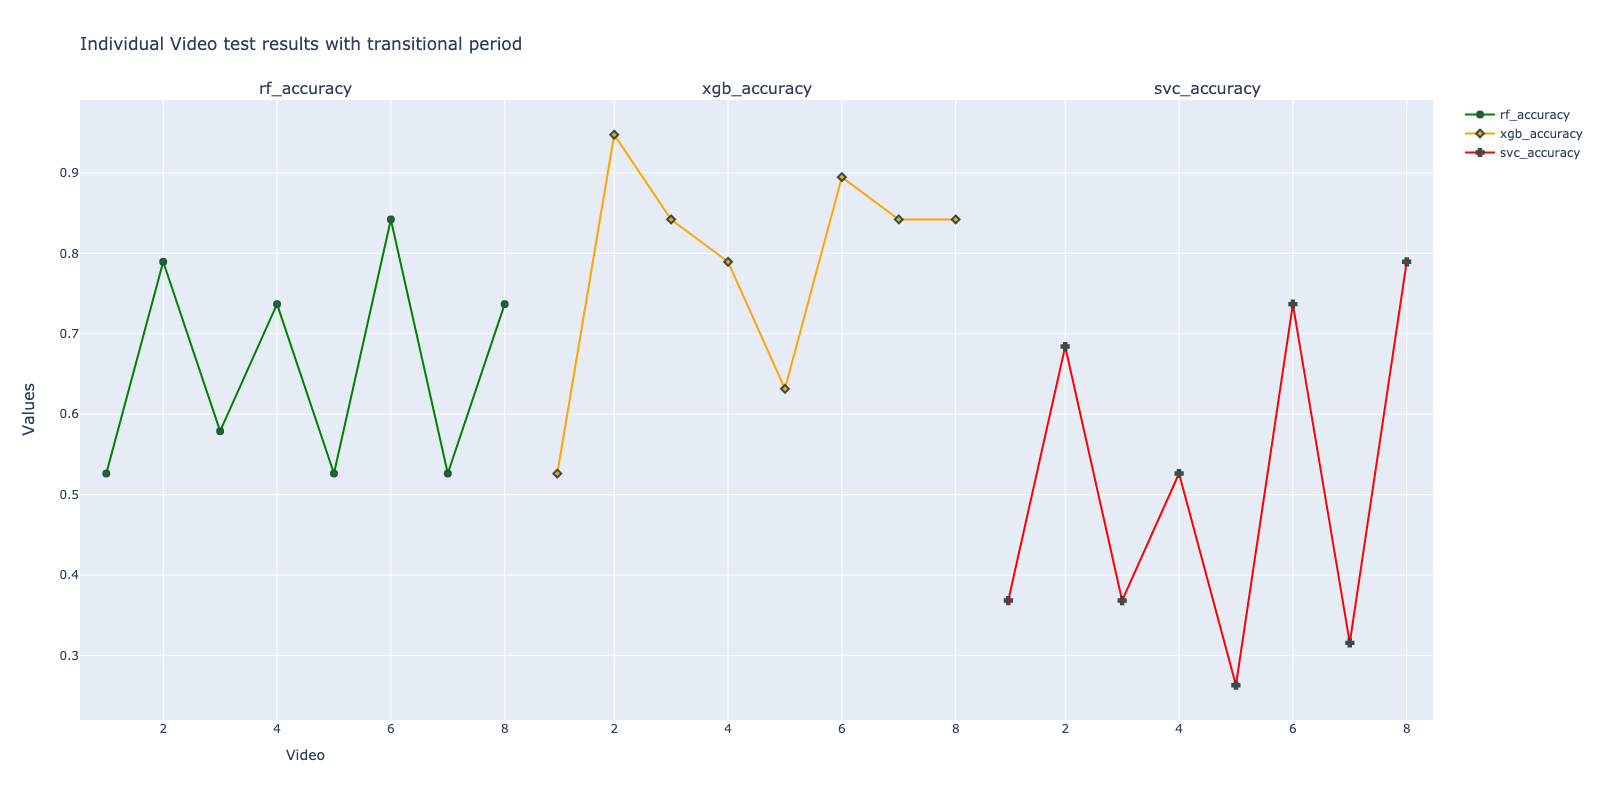 Individual Video test results with transitional period
rf_accuracy
xgb_accuracy
svc_accuracy
rf_accuracy
xgb_accuracy
svc_accuracy
0.9
0.8
0.7
0.6
0.5
0.4
0.3
Values
2 4 6 8
2 4 6 8
2 4 6 8
Video